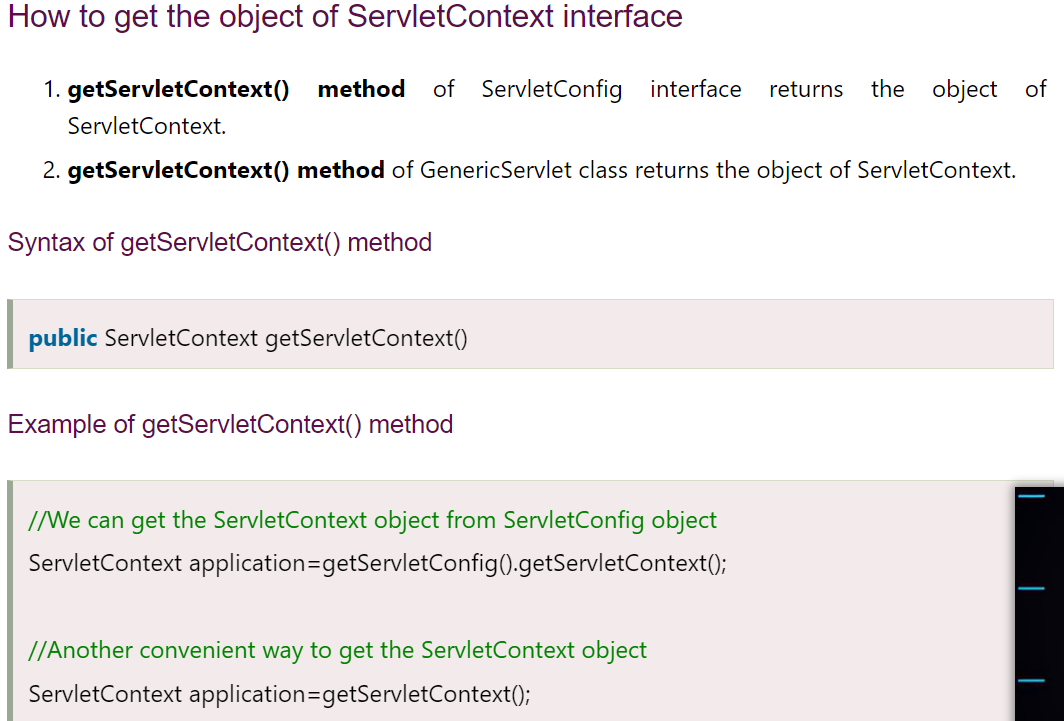 How to get the object of ServletContext interface
1. getServletContext() method of ServletConfig interface returns the object of
ServletContext.
2. getServletContext() method of GenericServlet class returns the object of ServletContext.
Syntax of getServletContext() method
public ServletContext getServletContext()
Example of getServletContext() method
//We can get the ServletContext object from ServletConfig object
ServletContext application=getServletConfig().getServletContext();
//Another convenient way to get the ServletContext object
ServletContext application=getServletContext();